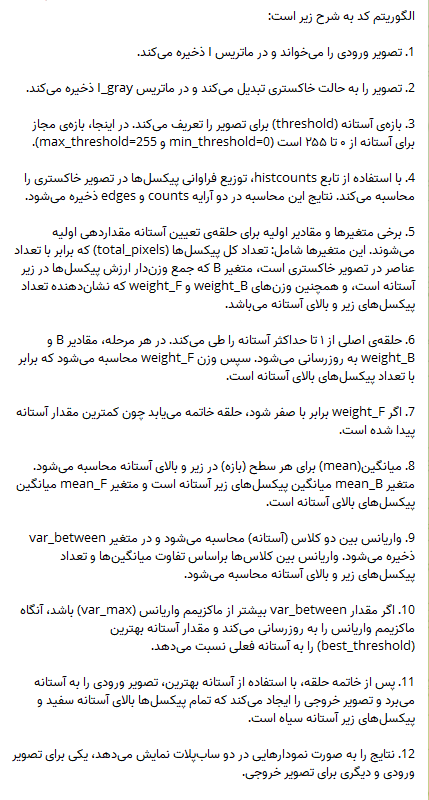 الگوریتم کد به شرح زیر است:
1. تصویر ورودی را می‌خواند و در ماتریس I ذخیره می‌کند.
2. تصویر را به حالت خاکستری تبدیل می‌کند و در ماتریس I_gray ذخیره می‌کند.
3. بازه‌ی آستانه (threshold) برای تصویر را تعریف می‌کند. در اینجا، بازه‌ی مجاز
برای آستانه از ۰ تا ۲۵۵ است (min_threshold=0 و max_threshold=255).
4. با استفاده از تابع histcounts، توزیع فراوانی پیکسل‌ها در تصویر خاکستری را
محاسبه می‌کند. نتایج این محاسبه در دو آرایه counts و edges ذخیره می‌شود.
5. برخی متغیرها و مقادیر اولیه برای حلقه‌ی تعیین آستانه مقداردهی اولیه
می‌شوند. این متغیرها شامل: تعداد کل پیکسل‌ها (total_pixels) که برابر با تعداد
عناصر در تصویر خاکستری است، متغیر B که جمع وزن‌دار ارزش پیکسل‌ها در زیر
آستانه است، و همچنین وزن‌های weight_B و weight_F که نشان‌دهنده تعداد
پیکسل‌های زیر و بالای آستانه می‌باشد.
6. حلقه‌ی اصلی از ۱ تا حداکثر آستانه را طی می‌کند. در هر مرحله، مقادیر B و
weight_B به روزرسانی می‌شود. سپس وزن weight_F محاسبه می‌شود که برابر
با تعداد پیکسل‌های بالای آستانه است.
7. اگر weight_F برابر با صفر شود، حلقه خاتمه می‌یابد چون کمترین مقدار آستانه
پیدا شده است.
8. میانگین(mean) برای هر سطح (بازه) در زیر و بالای آستانه محاسبه می‌شود.
متغیر mean_B میانگین پیکسل‌های زیر آستانه است و متغیر mean_F میانگین
پیکسل‌های بالای آستانه است.
9. واریانس بین دو کلاس (آستانه) محاسبه می‌شود و در متغیر var_between
ذخیره می‌شود. واریانس بین کلاس‌ها براساس تفاوت میانگین‌ها و تعداد
پیکسل‌های زیر و بالای آستانه محاسبه می‌شود.
10. اگر مقدار var_between بیشتر از ماکزیمم واریانس (var_max) باشد، آنگاه
ماکزیمم واریانس را به روزرسانی می‌کند و مقدار آستانه بهترین
(best_threshold) را به آستانه فعلی نسبت می‌دهد.
11. پس از خاتمه حلقه، با استفاده از آستانه بهترین، تصویر ورودی را به آستانه
می‌برد و تصویر خروجی را ایجاد می‌کند که تمام پیکسل‌ها بالای آستانه سفید و
پیکسل‌های زیر آستانه سیاه است.
12. نتایج را به صورت نمودارهایی در دو ساب‌پلات نمایش می‌دهد، یکی برای تصویر
ورودی و دیگری برای تصویر خروجی.